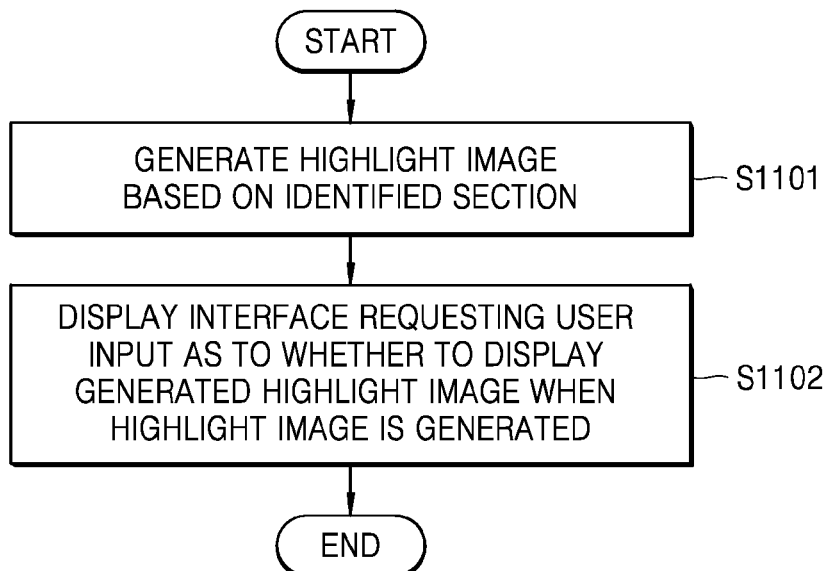 START
GENERATE HIGHLIGHT IMAGE
BASED ON IDENTIFIED SECTION
S1101
DISPLAY INTERFACE REQUESTING USER
INPUT AS TO WHETHER TO DISPLAY
GENERATED HIGHLIGHT IMAGE WHEN
HIGHLIGHT IMAGE IS GENERATED
S1102
END